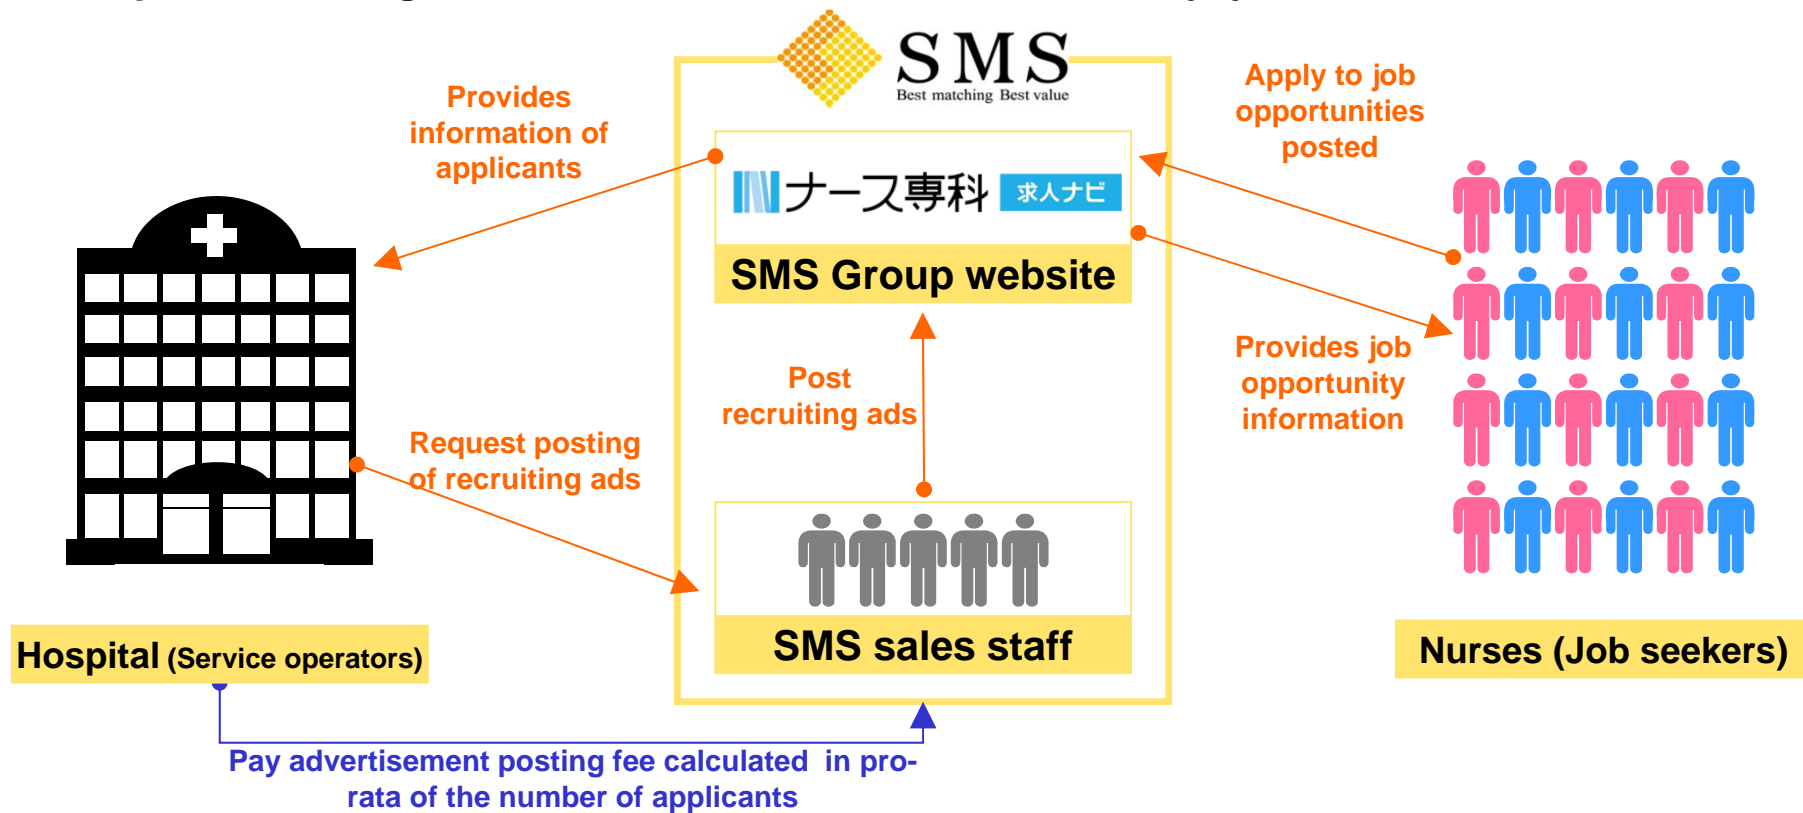 SMS
Best matching Best value
Provides
information of
applicants
Apply to job
opportunities
posted
ナース専科 求人ナビ
SMS Group website
Post
recruiting ads
Provides job
opportunity
information
Request posting
of recruiting ads
SMS sales staff
Hospital (Service operators)
Nurses (Job seekers)
Pay advertisement posting fee calculated in pro-
rata of the number of applicants